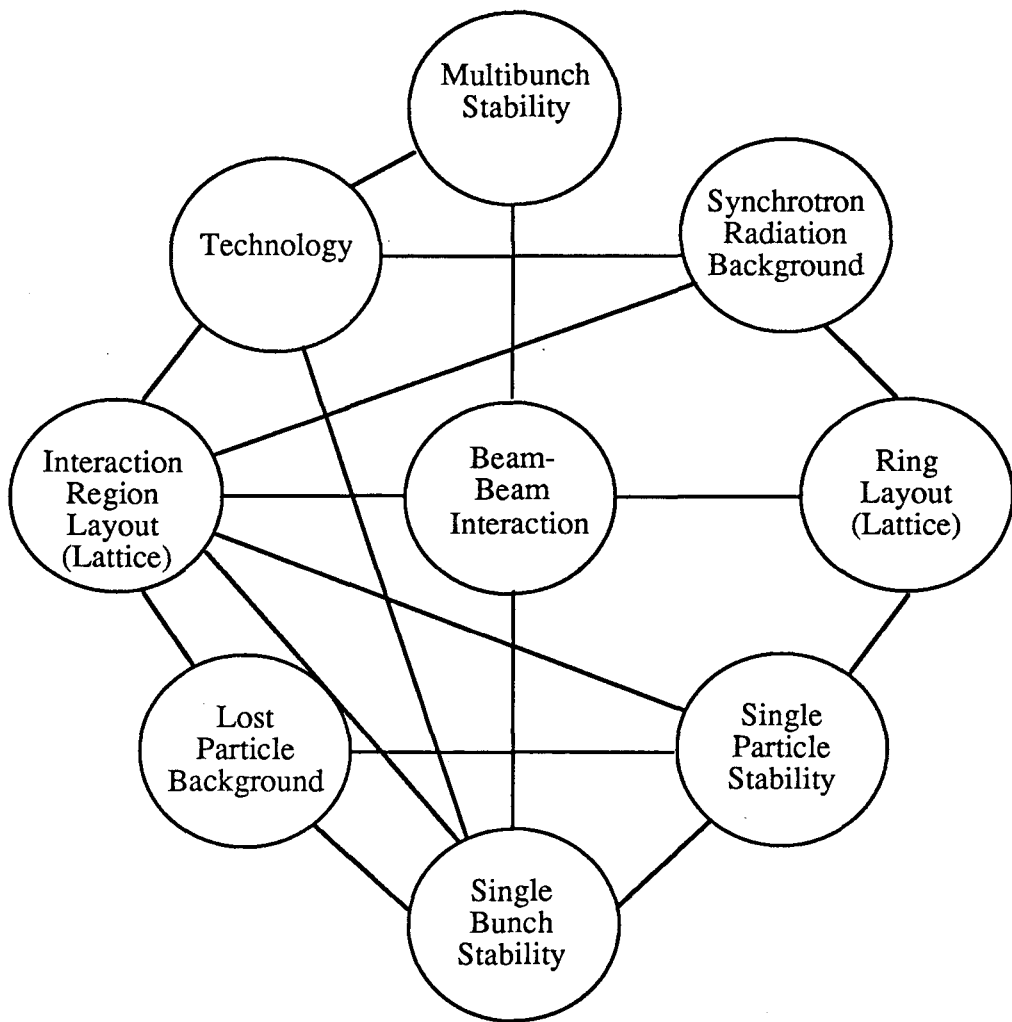 Multibunch
Stability
Synchrotron
Radiation
Background
Technology
Interaction
Region
Layout
(Lattice)
Beam-
Beam
Interaction
Ring
Layout
(Lattice)
Lost
Particle
Background
Single
Particle
Stability
Single
Bunch
Stability